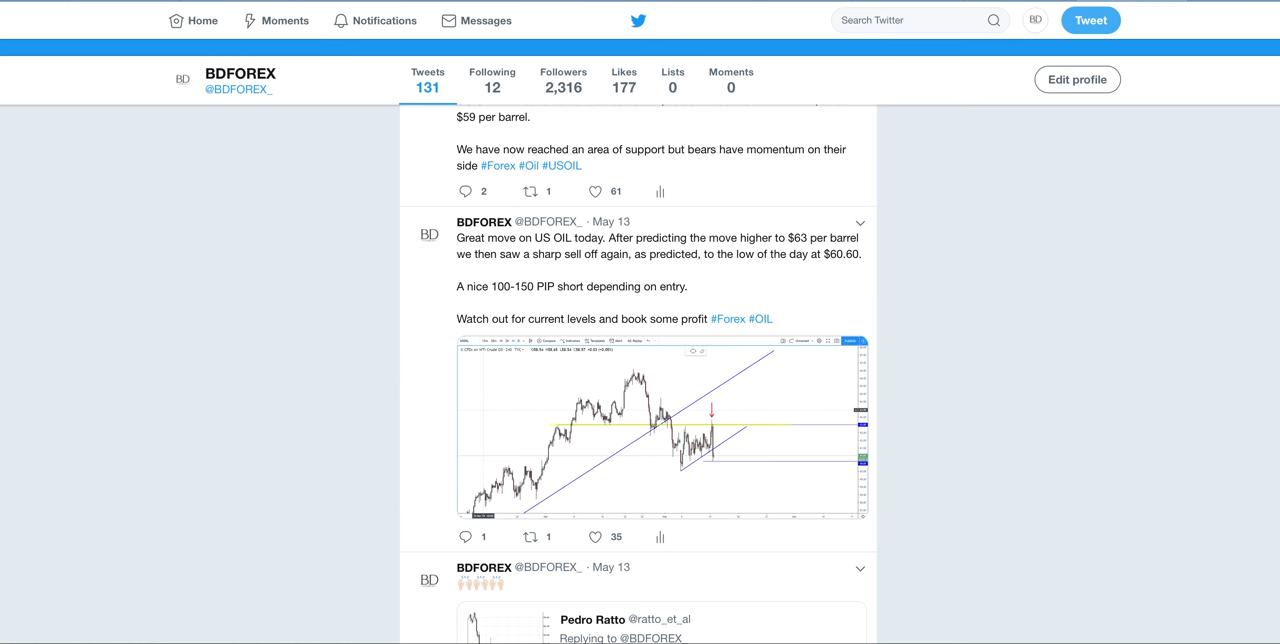 Home
Moments
Notifications
Messages
Search Twitter
BD
Tweet
BD
BDFOREX
@BDFOREX_
Tweets
131
Following
12
Followers
2,316
Likes
177
Lists
0
Moments
0
Edit profile
$59 per barrel.
We have now reached an area of support but bears have momentum on their
side #Forex #Oil #USOIL
2
1
61
BD
BDFOREX @BDFOREX_ · May 13
Great move on US OIL today. After predicting the move higher to $63 per barrel
we then saw a sharp sell off again, as predicted, to the low of the day at $60.60.
A nice 100-150 PIP short depending on entry.
Watch out for current levels and book some profit #Forex #OIL
1
1
35
BD
BDFOREX @BDFOREX_ · May 13
Pedro Ratto @ratto_et_al
Replying to @BDFOREX